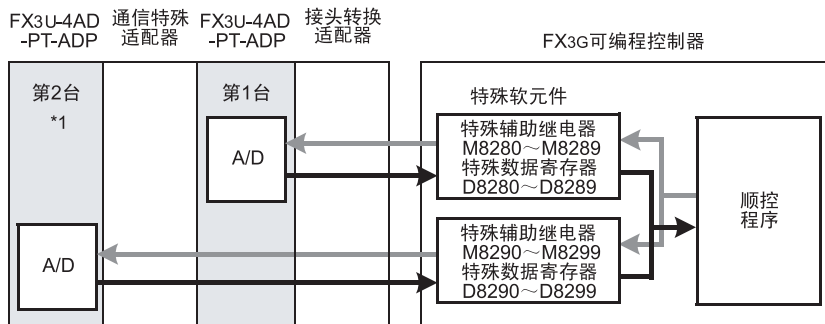 FX3U-4AD
-PT-ADP
通信特殊
适配器
FX3U-4AD
-PT-ADP
接头转换
适配器
FX3G可编程控制器
第2台
*1
第1台
A/D
A/D
特殊软元件
特殊辅助继电器
M8280～M8289
特殊数据寄存器
D8280～D8289
特殊辅助继电器
M8290～M8299
特殊数据寄存器
D8290～D8299
顺控
程序